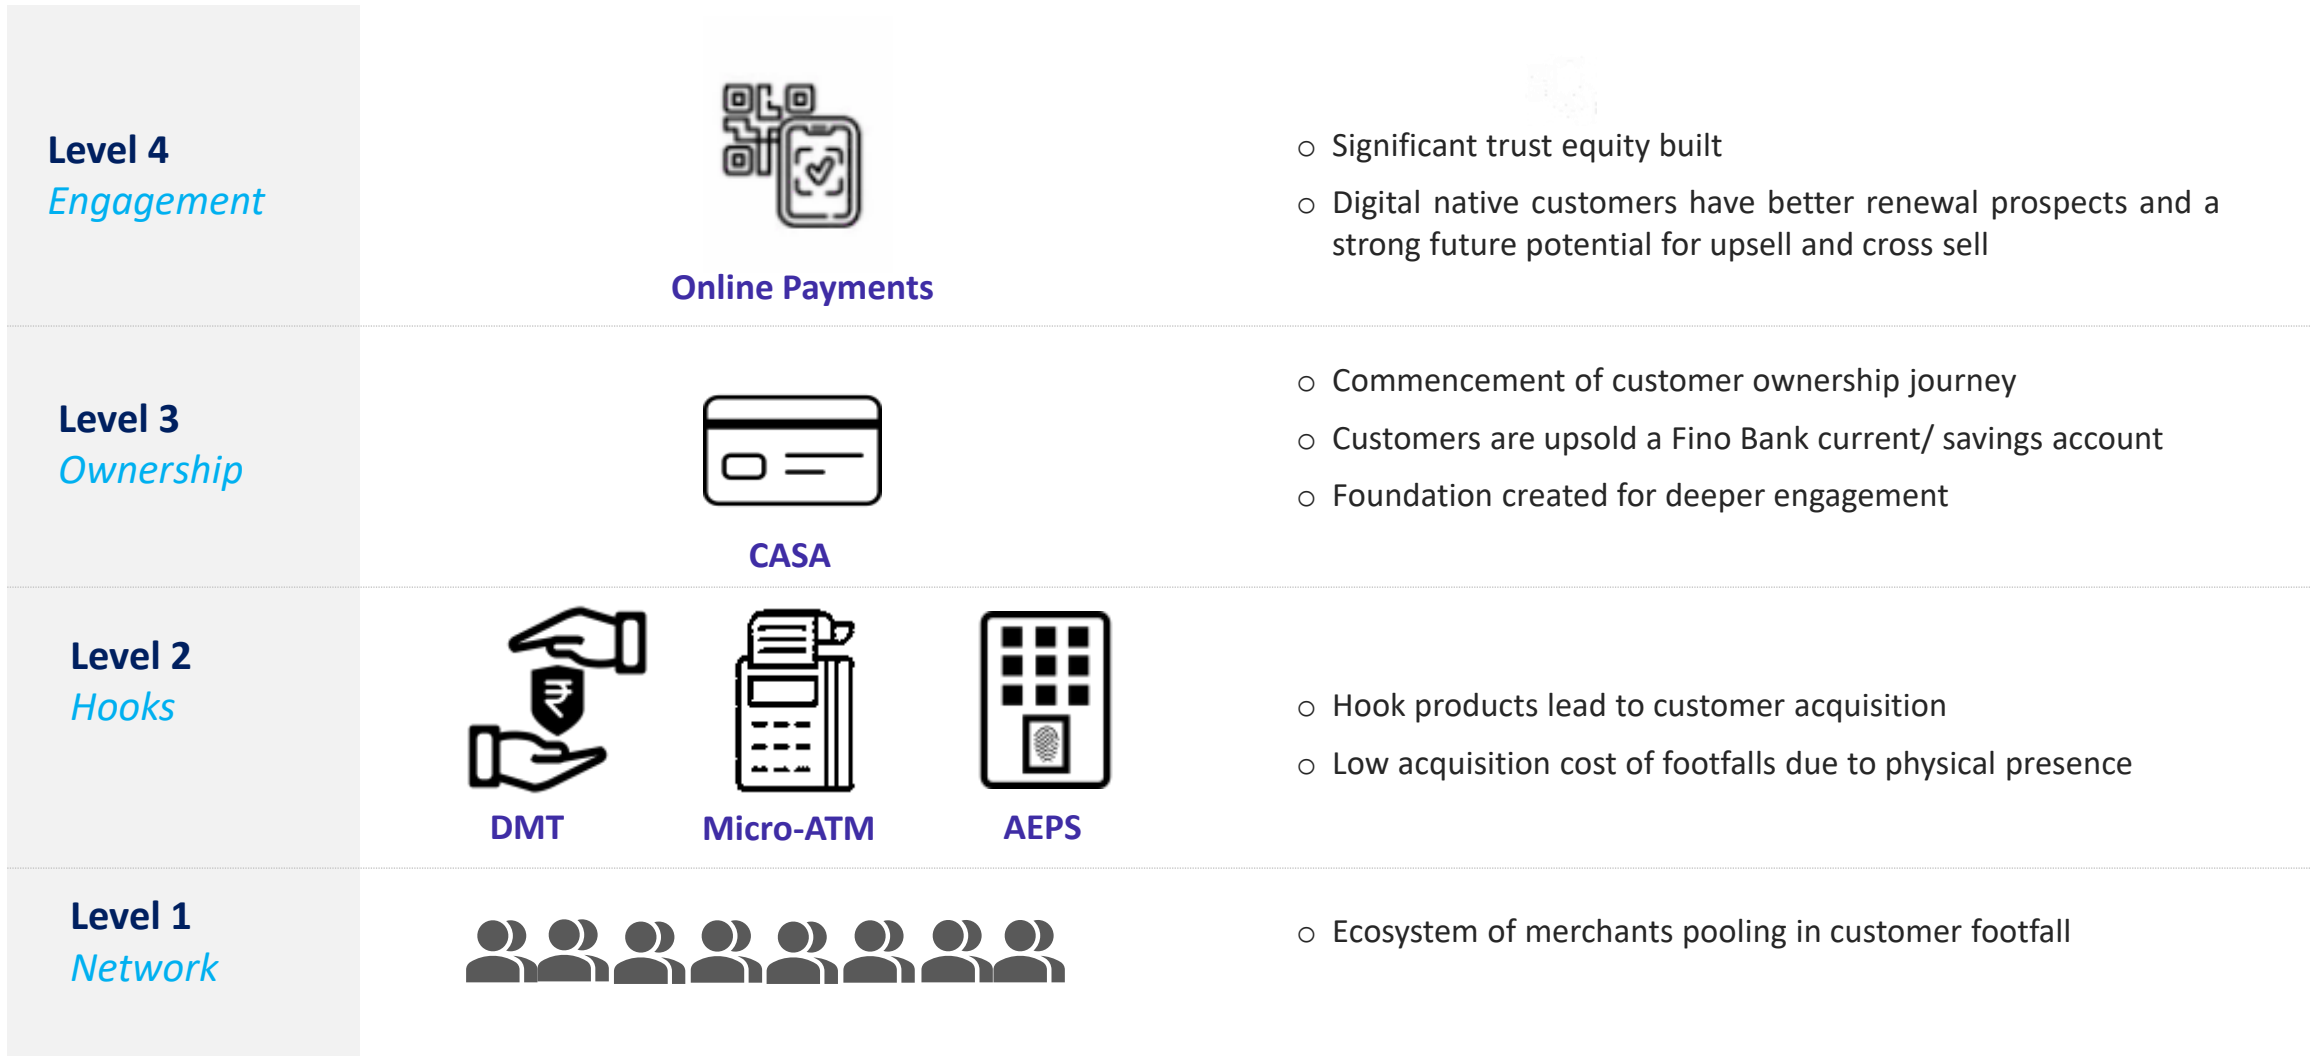 Level 4
Engagement
Online Payments
○ Significant trust equity built
○ Digital native customers have better renewal prospects and a
strong future potential for upsell and cross sell
Level 3
Ownership
CASA
○ Commencement of customer ownership journey
○ Customers are upsold a Fino Bank current/ savings account
○ Foundation created for deeper engagement
Level 2
Hooks
₹
DMT
Micro-ATM
AEPS
○ Hook products lead to customer acquisition
○ Low acquisition cost of footfalls due to physical presence
Level 1
Network
○ Ecosystem of merchants pooling in customer footfall